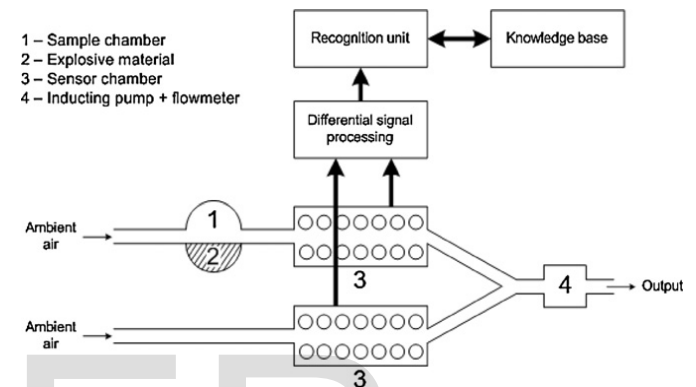 1 – Sample chamber
2 – Explosive material
3 – Sensor chamber
4 – Inducting pump + flowmeter
Recognition unit
Knowledge base
Differential signal
processing
Ambient
air
1
2
3
4
Output
Ambient
air
3